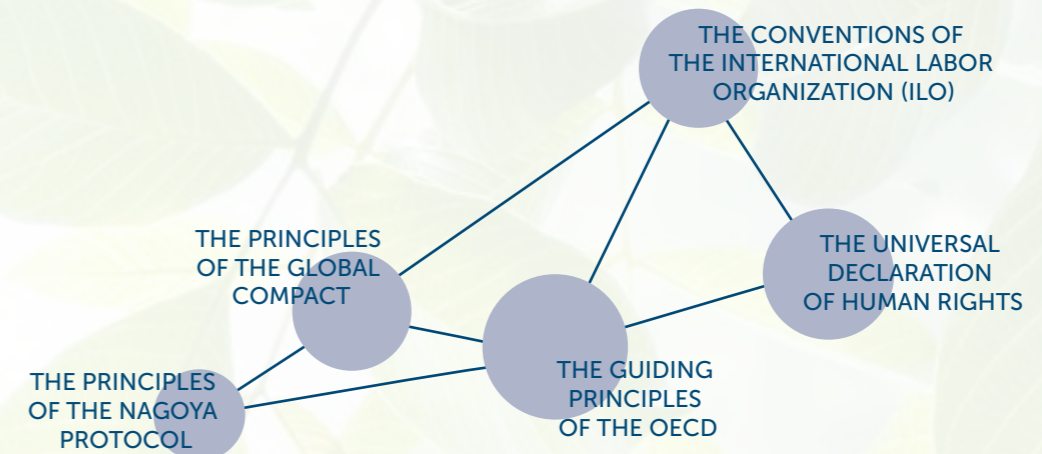 THE CONVENTIONS OF
THE INTERNATIONAL LABOR
ORGANIZATION (ILO)
THE PRINCIPLES
OF THE GLOBAL
COMPACT
THE UNIVERSAL
DECLARATION
OF HUMAN RIGHTS
THE PRINCIPLES
OF THE NAGOYA
PROTOCOL
THE GUIDING
PRINCIPLES
OF THE OECD